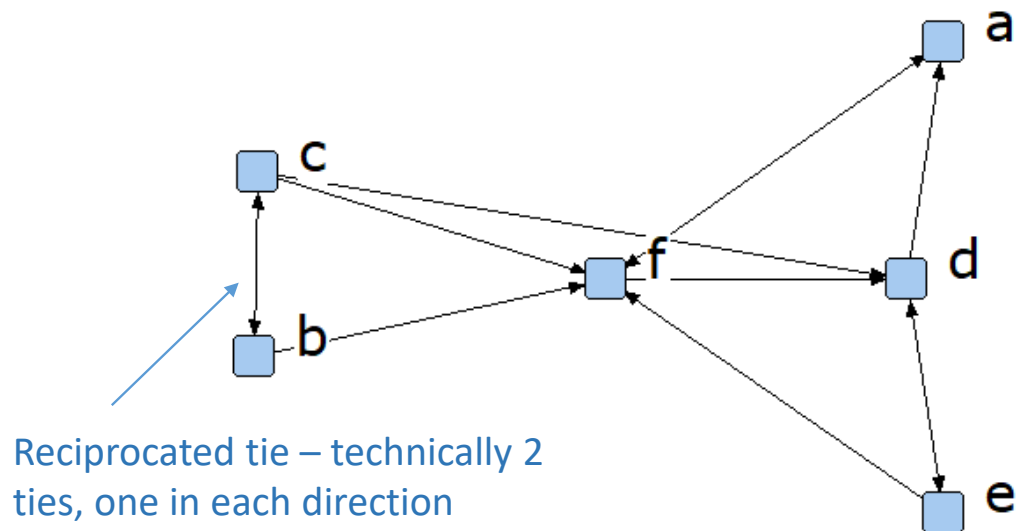 a
c
f
d
b
Reciprocated tie – technically 2
ties, one in each direction
e